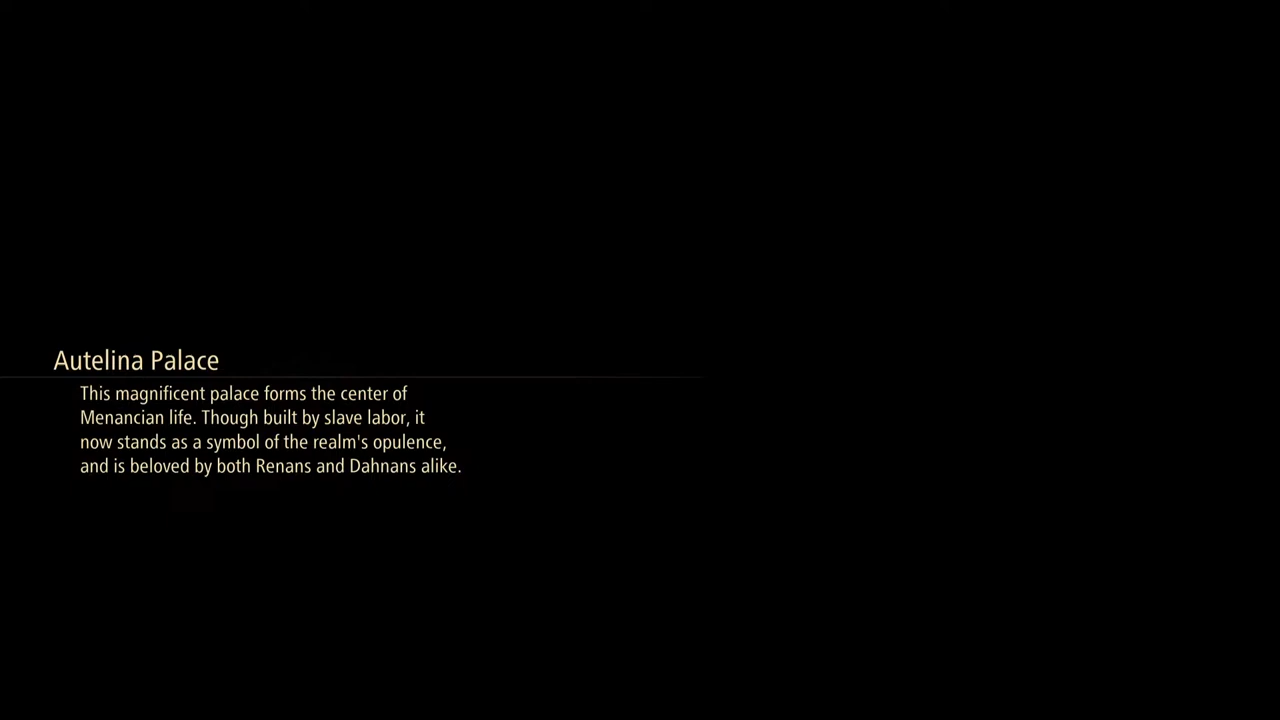 Autelina Palace
This magnificent palace forms the center of
Menancian life. Though built by slave labor, it
now stands as a symbol of the realm's opulence,
and is beloved by both Renans and Dahnans alike.